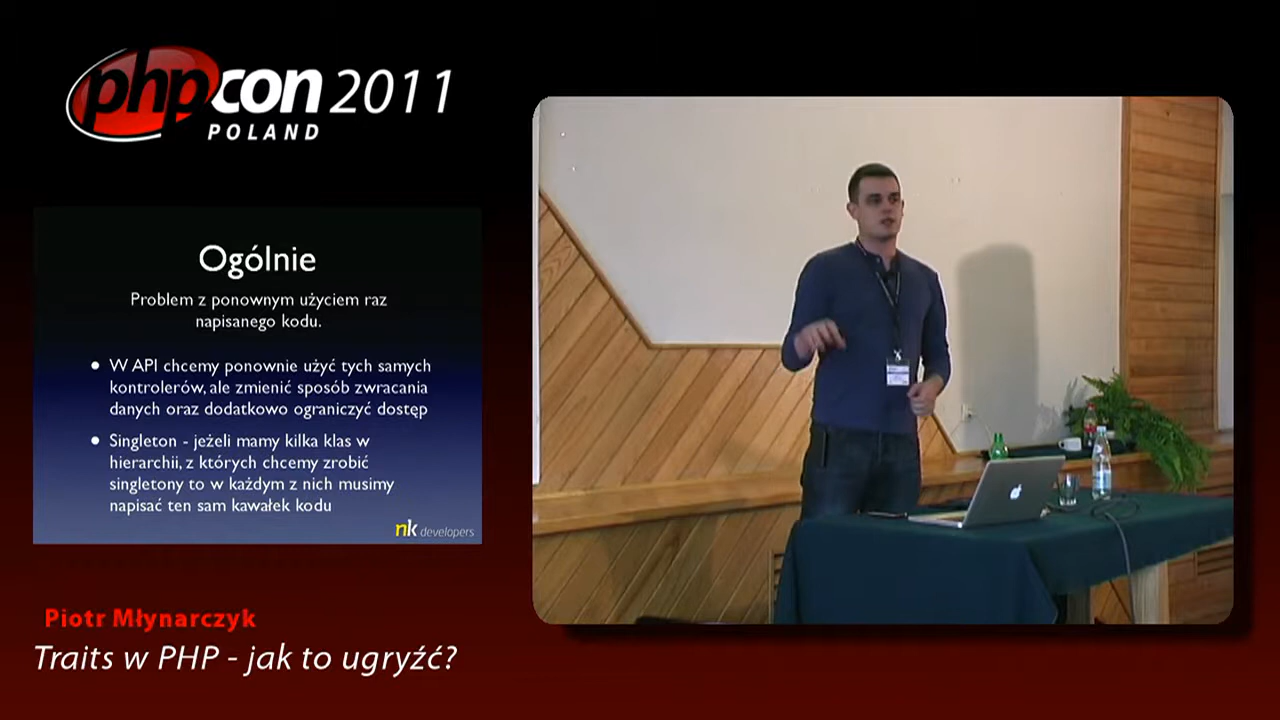 phpcon 2011
POLAND
Ogólnie
Problem z ponownym użyciem raz
napisanego kodu.
• W API chcemy ponownie użyć tych samych
kontrolerów, ale zmienić sposób zwracania
danych oraz dodatkowo ograniczyć dostęp
• Singleton - jeżeli mamy kilka klas w
hierarchii, z których chcemy zrobić
singletony to w każdym z nich musimy
napisać ten sam kawałek kodu
nk developers
Piotr Młynarczyk
Traits w PHP - jak to ugryźć?